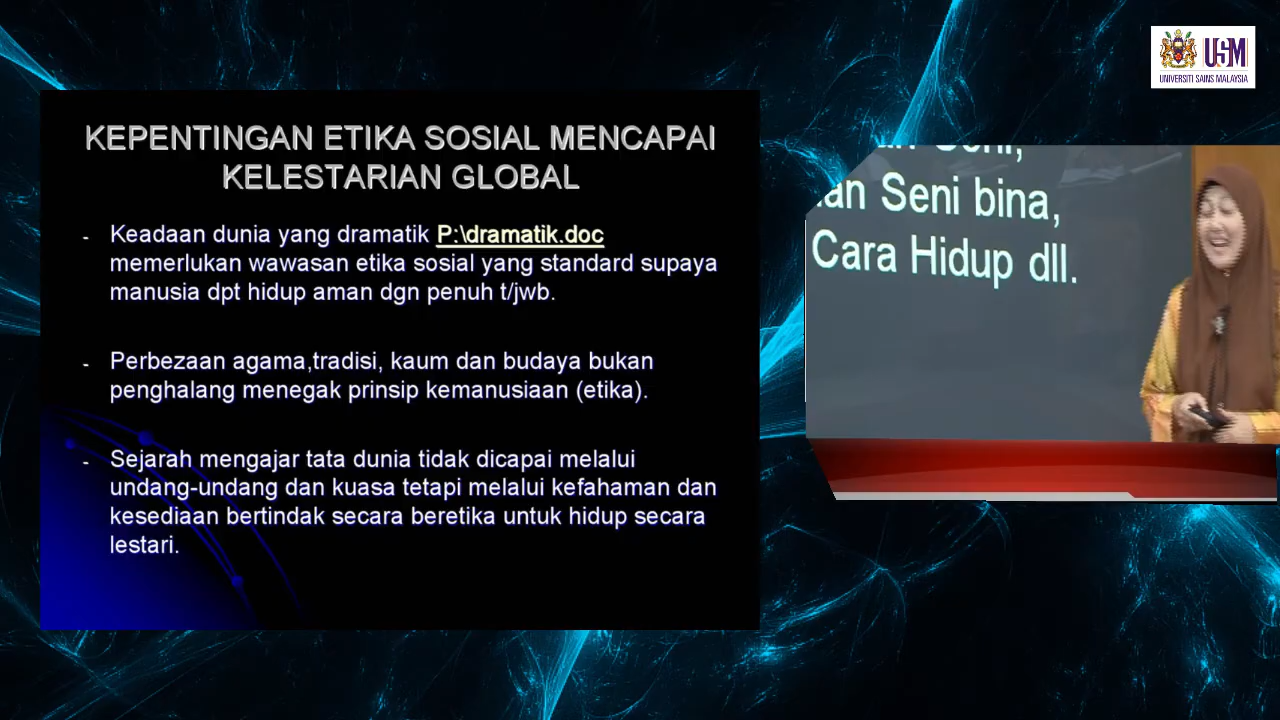 USM
UNIVERSITI SAINS MALAYSIA
KEPENTINGAN ETIKA SOSIAL MENCAPAI
KELESTARIAN GLOBAL
- Keadaan dunia yang dramatik P:\dramatik.doc
memerlukan wawasan etika sosial yang standard supaya
manusia dpt hidup aman dgn penuh t/jwb.
- Perbezaan agama,tradisi, kaum dan budaya bukan
penghalang menegak prinsip kemanusiaan (etika).
- Sejarah mengajar tata dunia tidak dicapai melalui
undang-undang dan kuasa tetapi melalui kefahaman dan
kesediaan bertindak secara beretika untuk hidup secara
lestari.
Seni bina,
Cara Hidup dll.